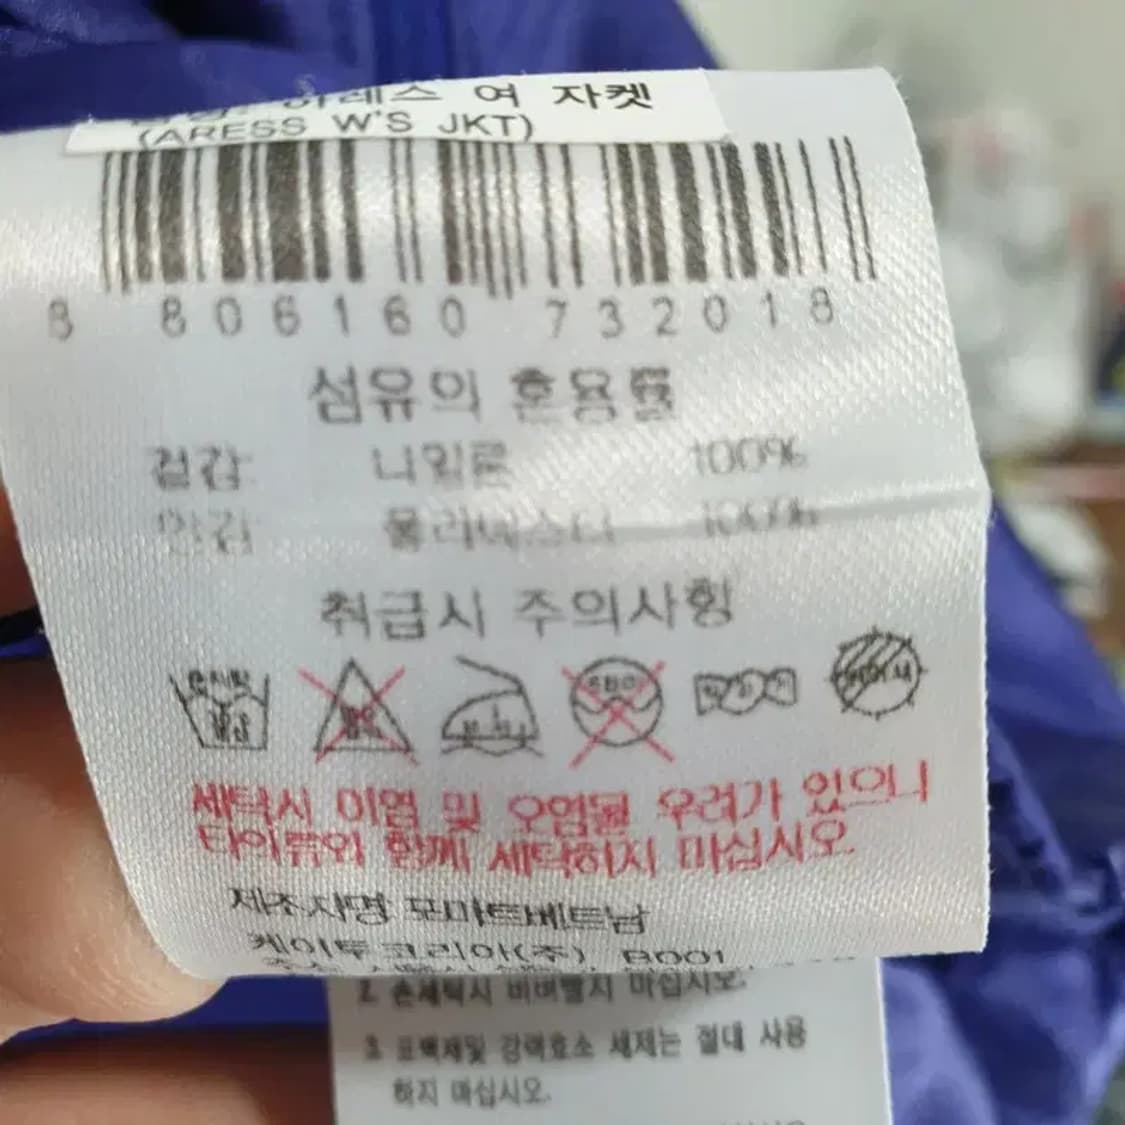 아레스 여 자켓
(ARESS W'S JKT)
8 806160 732018
섬유의 혼용률
겉감 나일론 100%
안감 폴리에스터 100%
취급시 주의사항
손세탁 중성
세탁시 이염 및 오염될 우려가 있으니
타의류와 함께 세탁하지 마십시오.
제조자명 모마트베트남
케이투코리아(주) B001
2. 손세탁시 비벼빨지 마십시오.
3. 표백제및 강력효소 세제는 절대 사용
하지 마십시오.